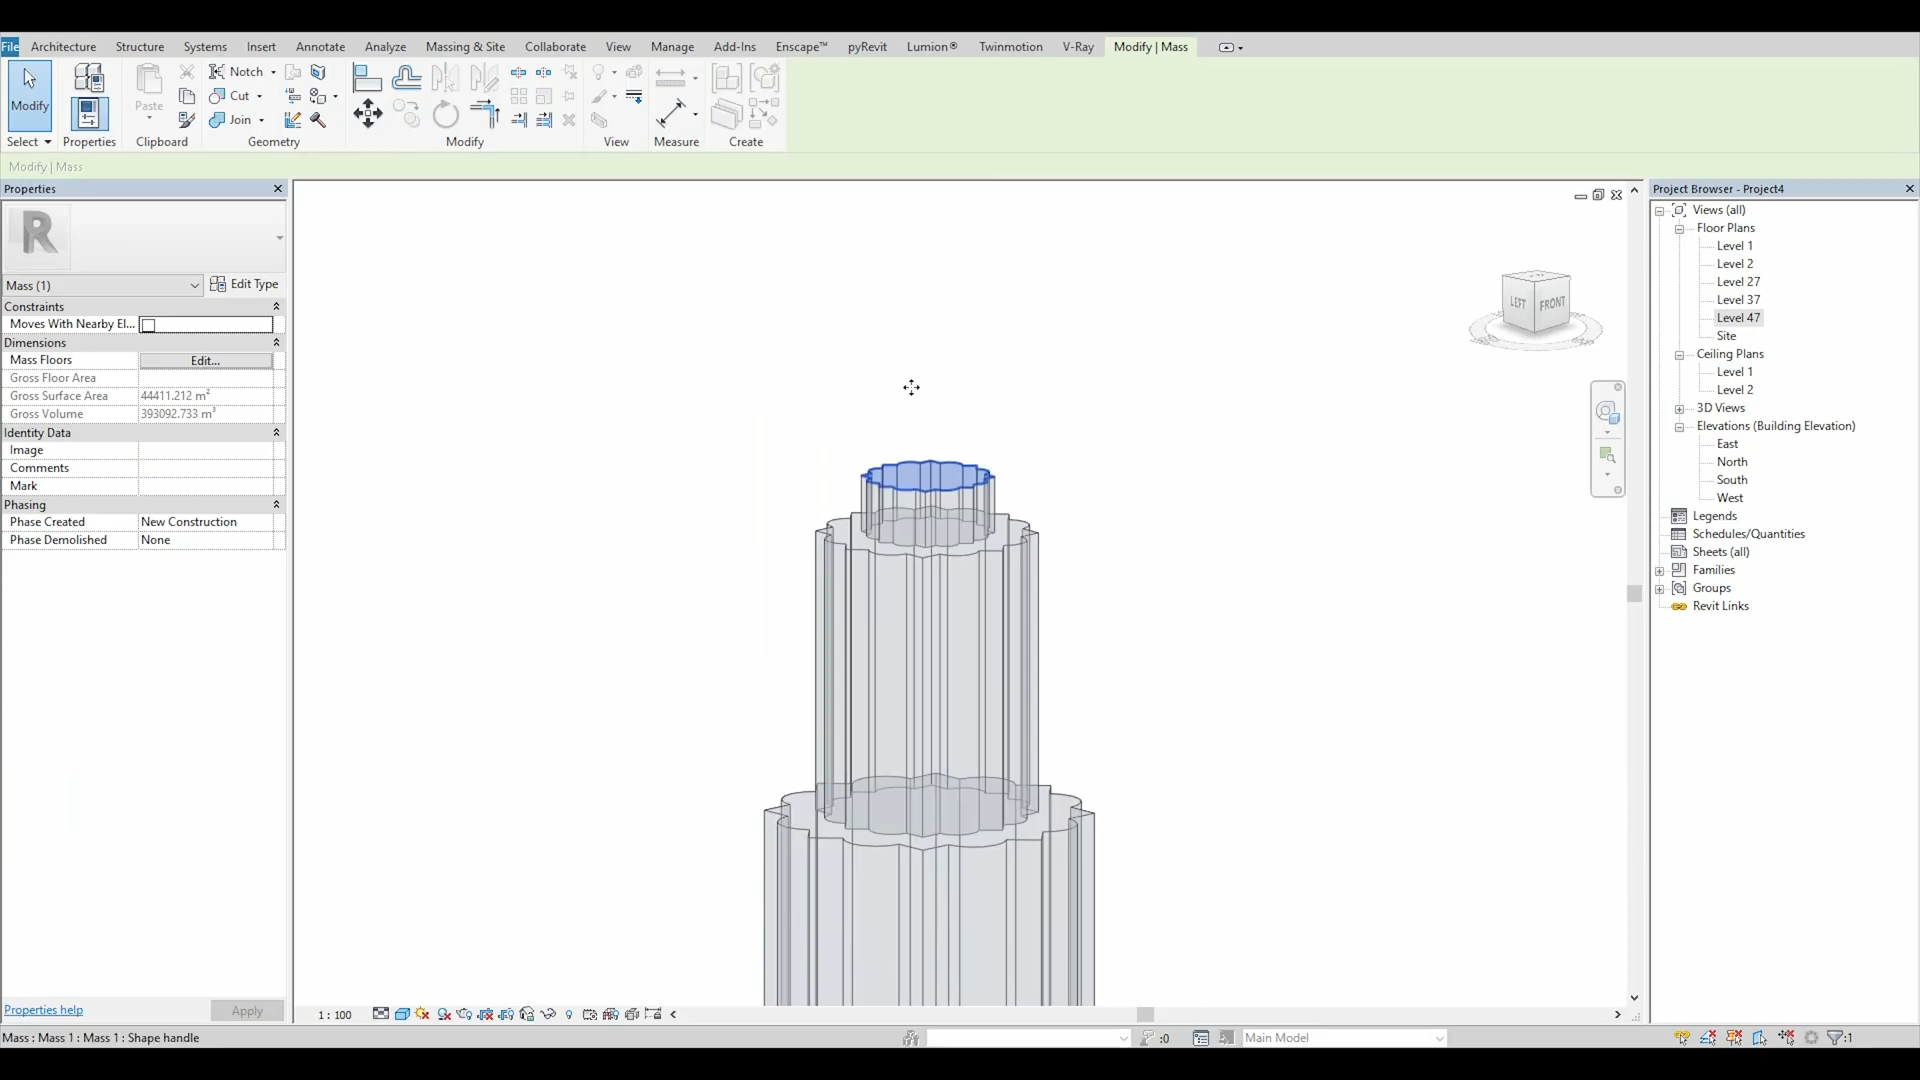 File Architecture Structure Systems Insert Annotate Analyze Massing & Site Collaborate View Manage Add-Ins Enscape™ pyRevit Lumion® Twinmotion V-Ray Modify | Mass
Modify
Paste
Notch
Cut
Join
Select Properties Clipboard Geometry Modify View Measure Create
Modify | Mass
Properties
R
Mass (1) Edit Type
Constraints
Moves With Nearby El...
Dimensions
Mass Floors Edit...
Gross Floor Area
Gross Surface Area 44411.212 m²
Gross Volume 393092.733 m³
Identity Data
Image
Comments
Mark
Phasing
Phase Created New Construction
Phase Demolished None
Properties help Apply
LEFT FRONT
Project Browser - Project4
Views (all)
Floor Plans
Level 1
Level 2
Level 27
Level 37
Level 47
Site
Ceiling Plans
Level 1
Level 2
3D Views
Elevations (Building Elevation)
East
North
South
West
Legends
Schedules/Quantities
Sheets (all)
Families
Groups
Revit Links
1 : 100
Mass : Mass 1 : Mass 1 : Shape handle :0 Main Model :1